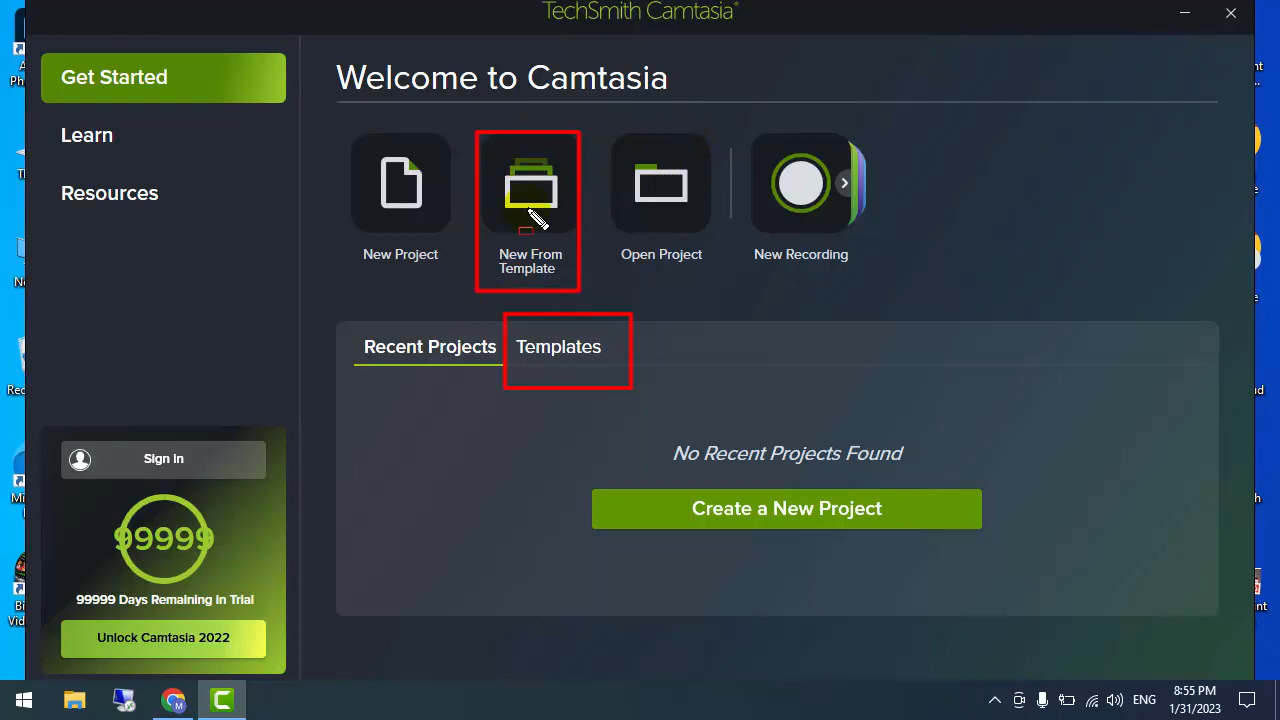 TechSmith Camtasia®
Get Started
Learn
Resources
Welcome to Camtasia
New Project
New From
Template
Open Project
New Recording
Recent Projects
Templates
No Recent Projects Found
Create a New Project
Sign In
99999
99999 Days Remaining In Trial
Unlock Camtasia 2022
ENG
8:55 PM
1/31/2023